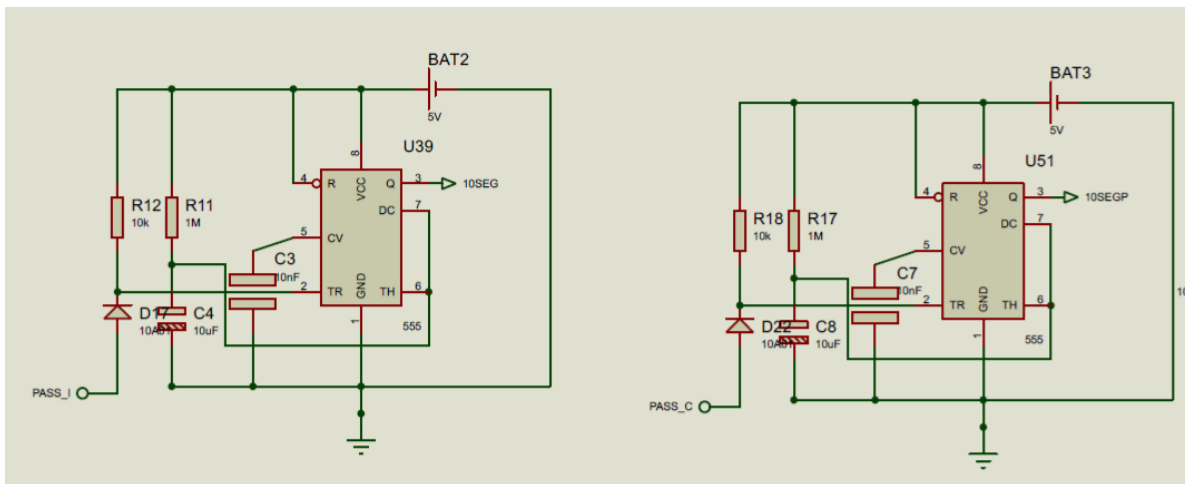 BAT2
5V
U39
R12
10k
R11
1M
4
R
8
VCC
Q
3
10SEG
DC
7
5
CV
C3
10nF
2
TR
GND
1
TH
6
555
D17
10A01
C4
10uF
PASS_I
BAT3
5V
U51
R18
10k
R17
1M
4
R
8
VCC
Q
3
10SEGP
DC
7
5
CV
C7
10nF
2
TR
GND
1
TH
6
555
D22
10A01
C8
10uF
PASS_C
10